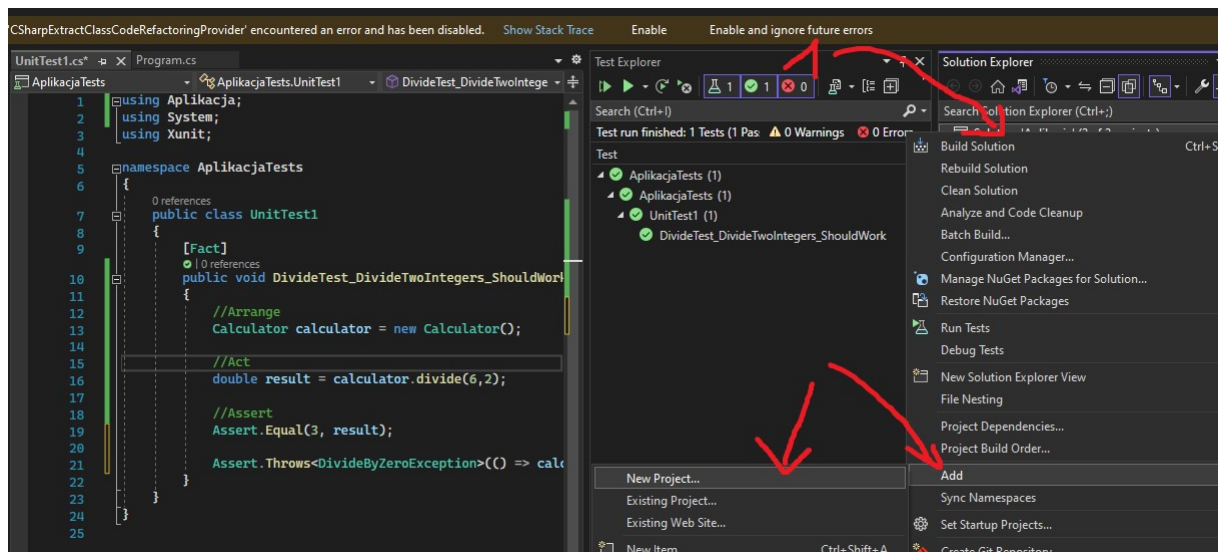 'CSharpExtractClassCodeRefactoringProvider' encountered an error and has been disabled. Show Stack Trace Enable Enable and ignore future errors
UnitTest1.cs* Program.cs
AplikacjaTests AplikacjaTests.UnitTest1 DivideTest_DivideTwoIntege
1 using Aplikacja;
2 using System;
3 using Xunit;
4
5 namespace AplikacjaTests
6 {
0 references
7 public class UnitTest1
8 {
9 [Fact]
0 references
10 public void DivideTest_DivideTwoIntegers_ShouldWork
11 {
12 //Arrange
13 Calculator calculator = new Calculator();
14
15 //Act
16 double result = calculator.divide(6,2);
17
18 //Assert
19 Assert.Equal(3, result);
20
21 Assert.Throws<DivideByZeroException>(() => calc
22 }
23 }
24 }
25
Test Explorer
1 1 0
Search (Ctrl+I)
Test run finished: 1 Tests (1 Pas 0 Warnings 0 Errors
Test
AplikacjaTests (1)
AplikacjaTests (1)
UnitTest1 (1)
DivideTest_DivideTwoIntegers_ShouldWork
Solution Explorer
Search Solution Explorer (Ctrl+;)
Build Solution Ctrl+S
Rebuild Solution
Clean Solution
Analyze and Code Cleanup
Batch Build...
Configuration Manager...
Manage NuGet Packages for Solution...
Restore NuGet Packages
Run Tests
Debug Tests
New Solution Explorer View
File Nesting
Project Dependencies...
Project Build Order...
Add
Sync Namespaces
Set Startup Projects...
Create Git Repository
New Project...
Existing Project...
Existing Web Site...
New Item Ctrl+Shift+A